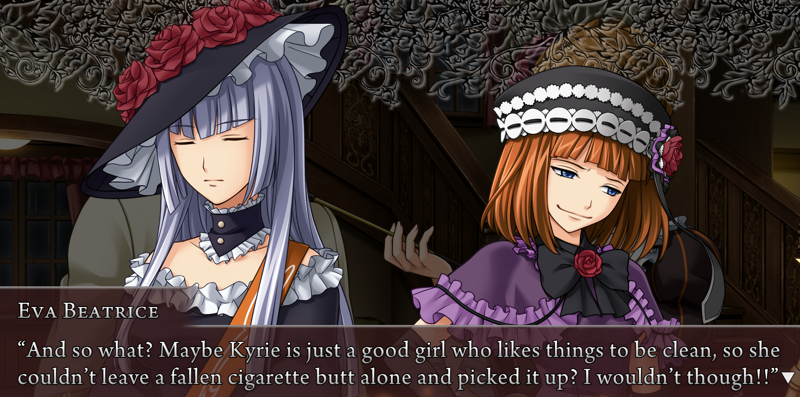 Eva Beatrice
“And so what? Maybe Kyrie is just a good girl who likes things to be clean, so she
couldn’t leave a fallen cigarette butt alone and picked it up? I wouldn’t though!!”